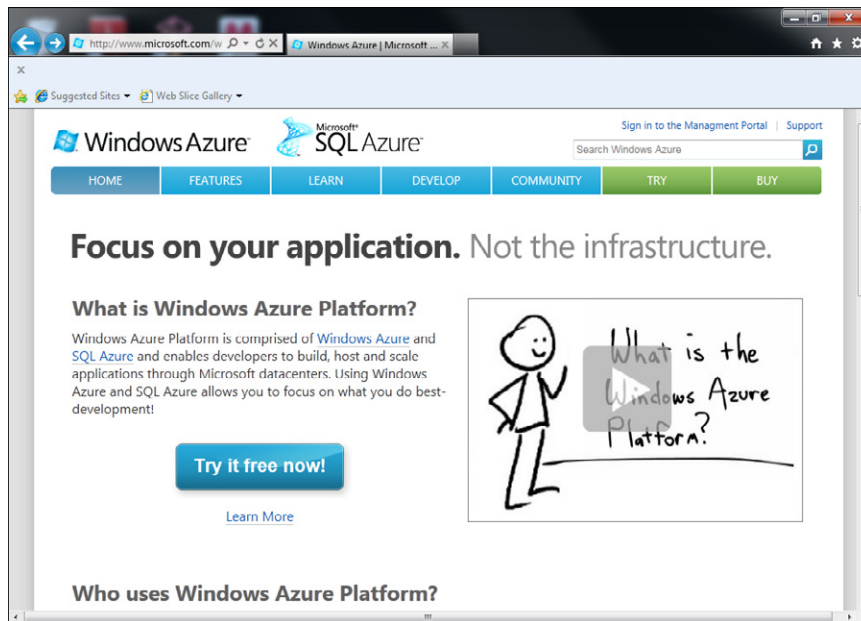 http://www.microsoft.com/w
Windows Azure | Microsoft ...
Suggested Sites
Web Slice Gallery
Sign in to the Managment Portal | Support
Windows Azure™
Microsoft®
SQL Azure™
Search Windows Azure
HOME FEATURES LEARN DEVELOP COMMUNITY TRY BUY
Focus on your application. Not the infrastructure.
What is Windows Azure Platform?
Windows Azure Platform is comprised of Windows Azure and
SQL Azure and enables developers to build, host and scale
applications through Microsoft datacenters. Using Windows
Azure and SQL Azure allows you to focus on what you do best-
development!
Try it free now!
Learn More
What is the
Windows Azure
Platform?
Who uses Windows Azure Platform?